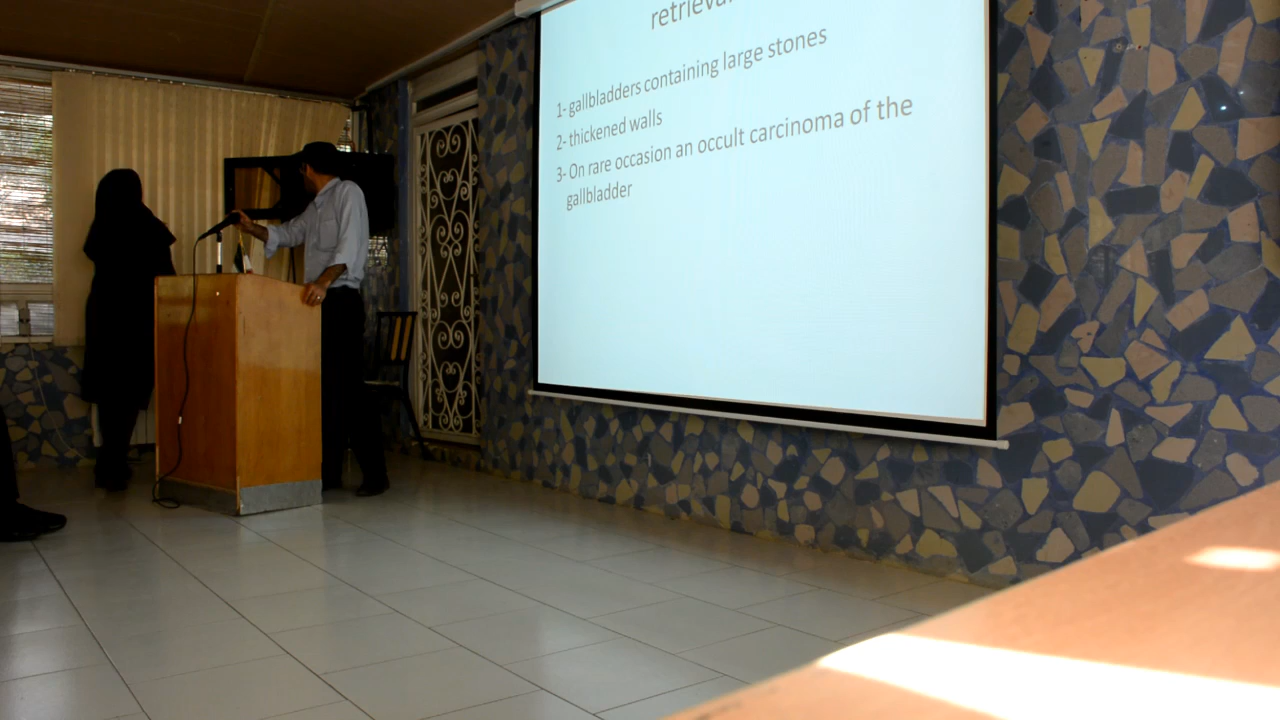 retrieval
1- gallbladders containing large stones
2- thickened walls
3- On rare occasion an occult carcinoma of the
gallbladder